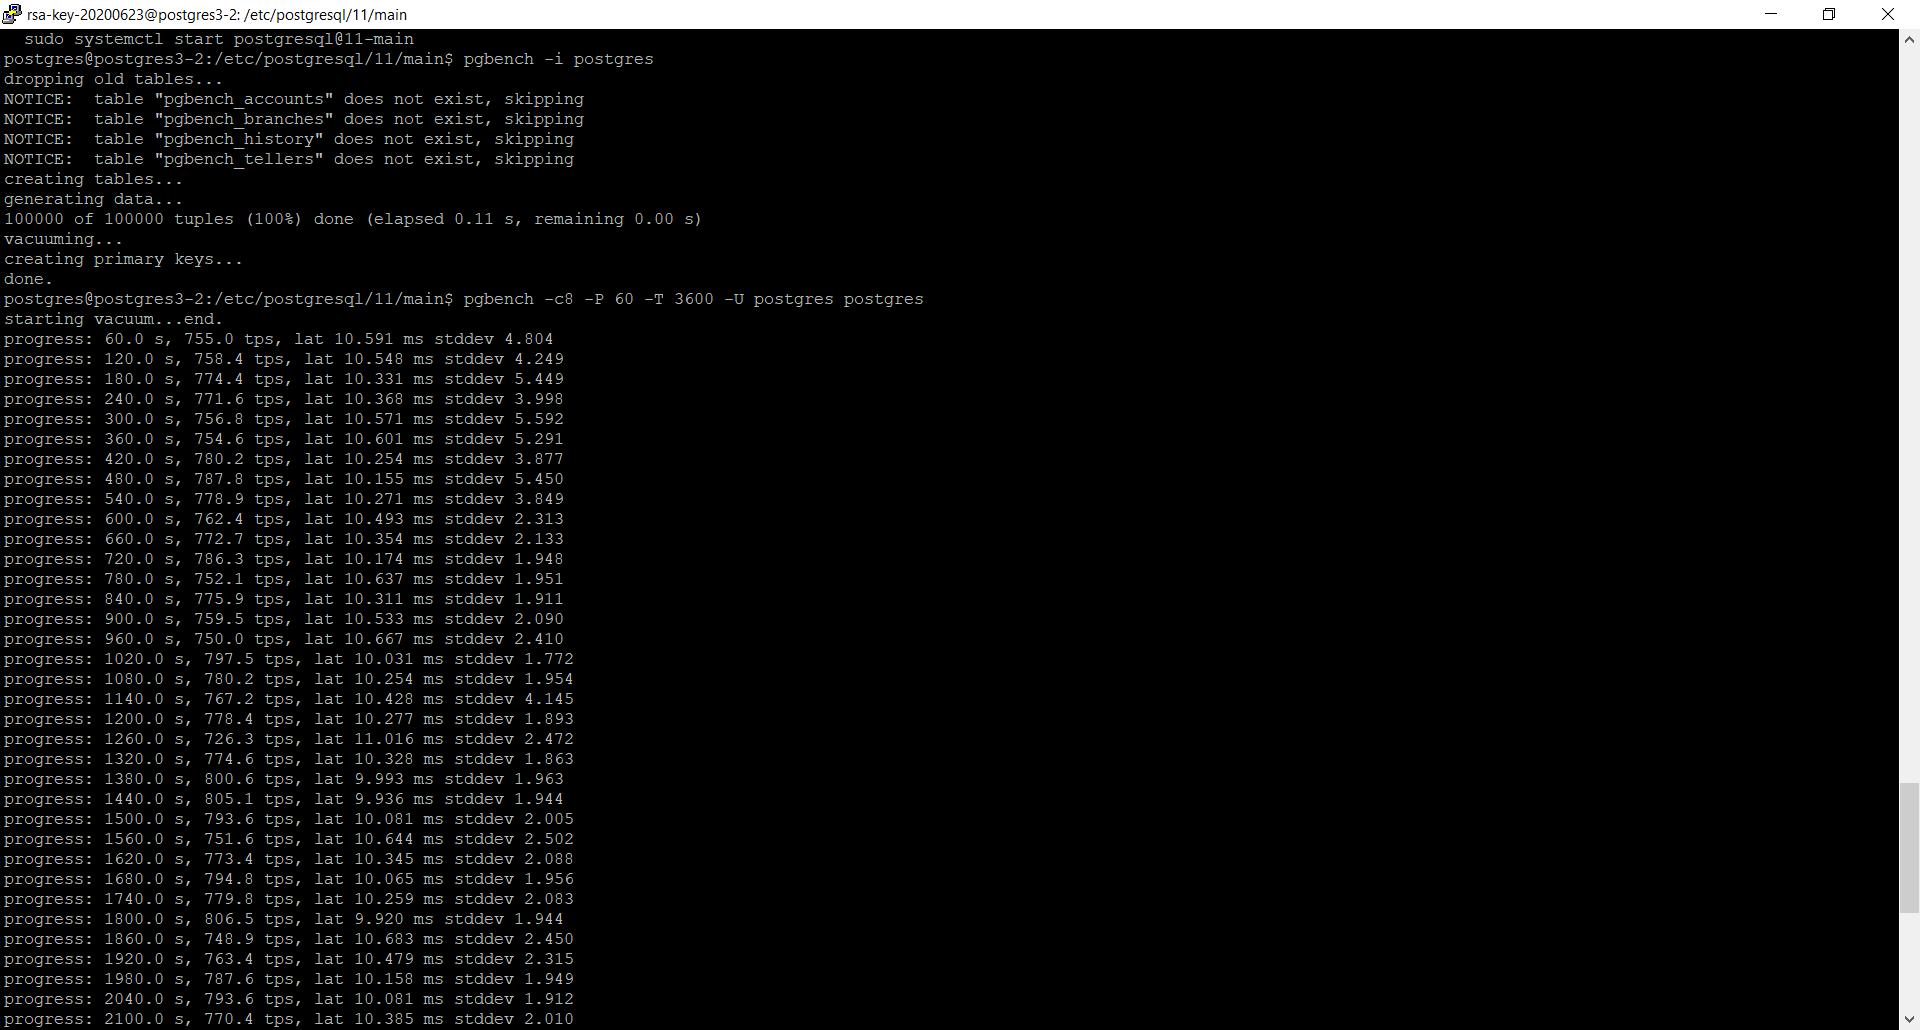 rsa-key-20200623@postgres3-2: /etc/postgresql/11/main
sudo systemctl start postgresql@11-main
postgres@postgres3-2:/etc/postgresql/11/main$ pgbench -i postgres
dropping old tables...
NOTICE:  table "pgbench_accounts" does not exist, skipping
NOTICE:  table "pgbench_branches" does not exist, skipping
NOTICE:  table "pgbench_history" does not exist, skipping
NOTICE:  table "pgbench_tellers" does not exist, skipping
creating tables...
generating data...
100000 of 100000 tuples (100%) done (elapsed 0.11 s, remaining 0.00 s)
vacuuming...
creating primary keys...
done.
postgres@postgres3-2:/etc/postgresql/11/main$ pgbench -c8 -P 60 -T 3600 -U postgres postgres
starting vacuum...end.
progress: 60.0 s, 755.0 tps, lat 10.591 ms stddev 4.804
progress: 120.0 s, 758.4 tps, lat 10.548 ms stddev 4.249
progress: 180.0 s, 774.4 tps, lat 10.331 ms stddev 5.449
progress: 240.0 s, 771.6 tps, lat 10.368 ms stddev 3.998
progress: 300.0 s, 756.8 tps, lat 10.571 ms stddev 5.592
progress: 360.0 s, 754.6 tps, lat 10.601 ms stddev 5.291
progress: 420.0 s, 780.2 tps, lat 10.254 ms stddev 3.877
progress: 480.0 s, 787.8 tps, lat 10.155 ms stddev 5.450
progress: 540.0 s, 778.9 tps, lat 10.271 ms stddev 3.849
progress: 600.0 s, 762.4 tps, lat 10.493 ms stddev 2.313
progress: 660.0 s, 772.7 tps, lat 10.354 ms stddev 2.133
progress: 720.0 s, 786.3 tps, lat 10.174 ms stddev 1.948
progress: 780.0 s, 752.1 tps, lat 10.637 ms stddev 1.951
progress: 840.0 s, 775.9 tps, lat 10.311 ms stddev 1.911
progress: 900.0 s, 759.5 tps, lat 10.533 ms stddev 2.090
progress: 960.0 s, 750.0 tps, lat 10.667 ms stddev 2.410
progress: 1020.0 s, 797.5 tps, lat 10.031 ms stddev 1.772
progress: 1080.0 s, 780.2 tps, lat 10.254 ms stddev 1.954
progress: 1140.0 s, 767.2 tps, lat 10.428 ms stddev 4.145
progress: 1200.0 s, 778.4 tps, lat 10.277 ms stddev 1.893
progress: 1260.0 s, 726.3 tps, lat 11.016 ms stddev 2.472
progress: 1320.0 s, 774.6 tps, lat 10.328 ms stddev 1.863
progress: 1380.0 s, 800.6 tps, lat 9.993 ms stddev 1.963
progress: 1440.0 s, 805.1 tps, lat 9.936 ms stddev 1.944
progress: 1500.0 s, 793.6 tps, lat 10.081 ms stddev 2.005
progress: 1560.0 s, 751.6 tps, lat 10.644 ms stddev 2.502
progress: 1620.0 s, 773.4 tps, lat 10.345 ms stddev 2.088
progress: 1680.0 s, 794.8 tps, lat 10.065 ms stddev 1.956
progress: 1740.0 s, 779.8 tps, lat 10.259 ms stddev 2.083
progress: 1800.0 s, 806.5 tps, lat 9.920 ms stddev 1.944
progress: 1860.0 s, 748.9 tps, lat 10.683 ms stddev 2.450
progress: 1920.0 s, 763.4 tps, lat 10.479 ms stddev 2.315
progress: 1980.0 s, 787.6 tps, lat 10.158 ms stddev 1.949
progress: 2040.0 s, 793.6 tps, lat 10.081 ms stddev 1.912
progress: 2100.0 s, 770.4 tps, lat 10.385 ms stddev 2.010